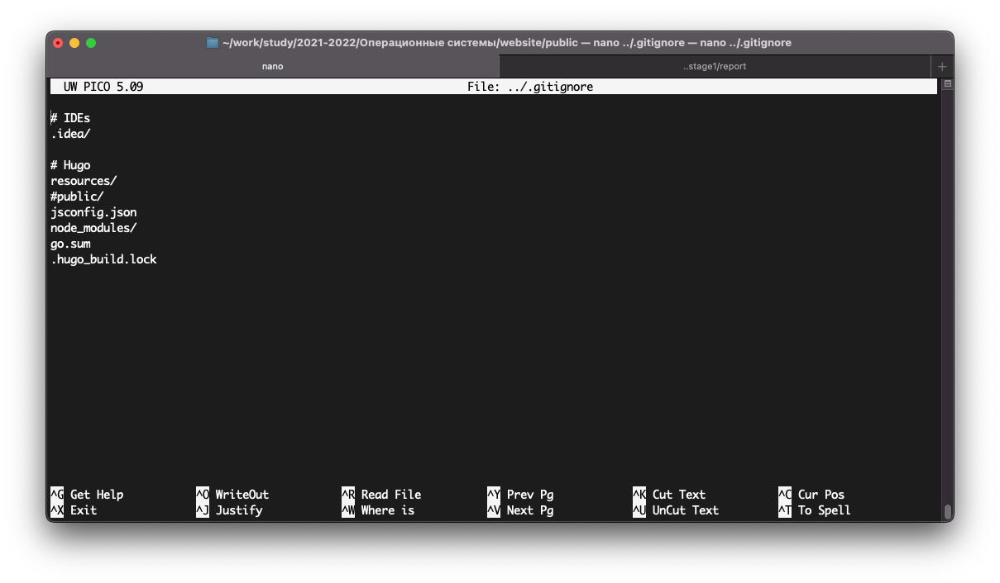 ~/work/study/2021-2022/Операционные системы/website/public — nano ../.gitignore — nano ../.gitignore
nano ..stage1/report +
UW PICO 5.09 File: ../.gitignore
# IDEs
.idea/
# Hugo
resources/
#public/
jsconfig.json
node_modules/
go.sum
.hugo_build.lock
^G Get Help ^O WriteOut ^R Read File ^Y Prev Pg ^K Cut Text ^C Cur Pos
^X Exit ^J Justify ^W Where is ^V Next Pg ^U UnCut Text ^T To Spell